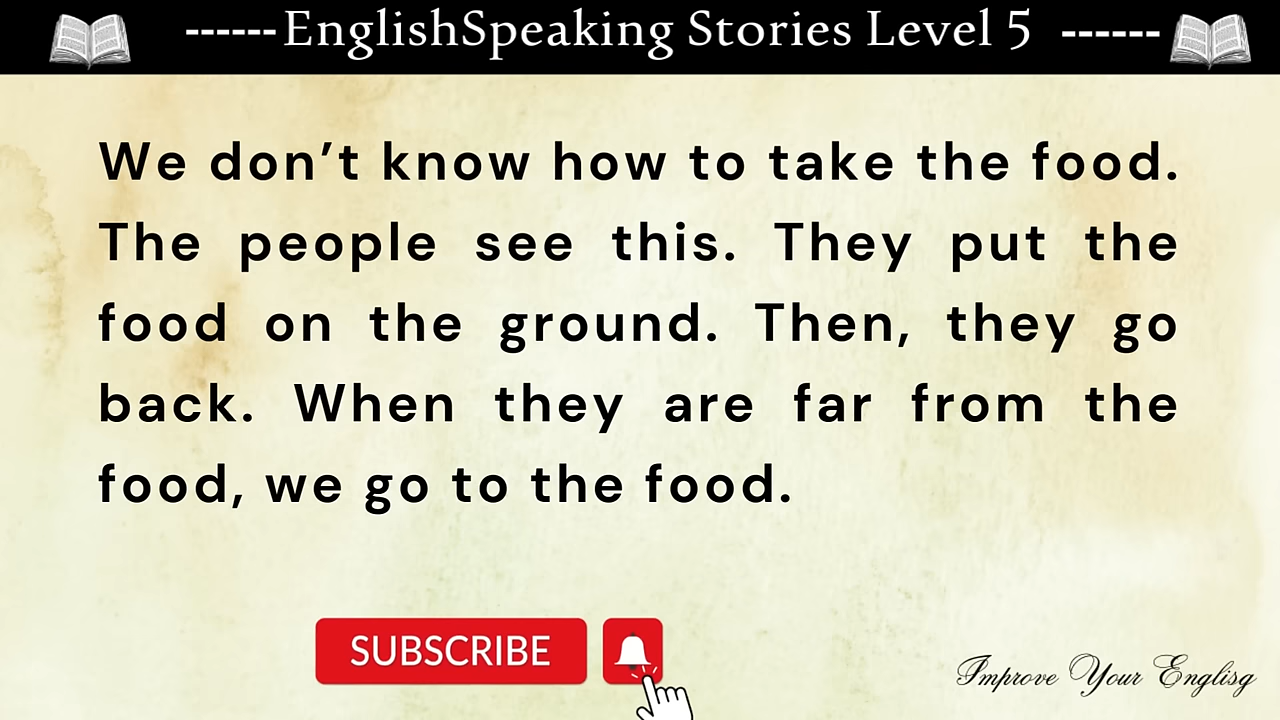 ------EnglishSpeaking Stories Level 5 ------
We don’t know how to take the food.
The people see this. They put the
food on the ground. Then, they go
back. When they are far from the
food, we go to the food.
SUBSCRIBE
Improve Your Englisg